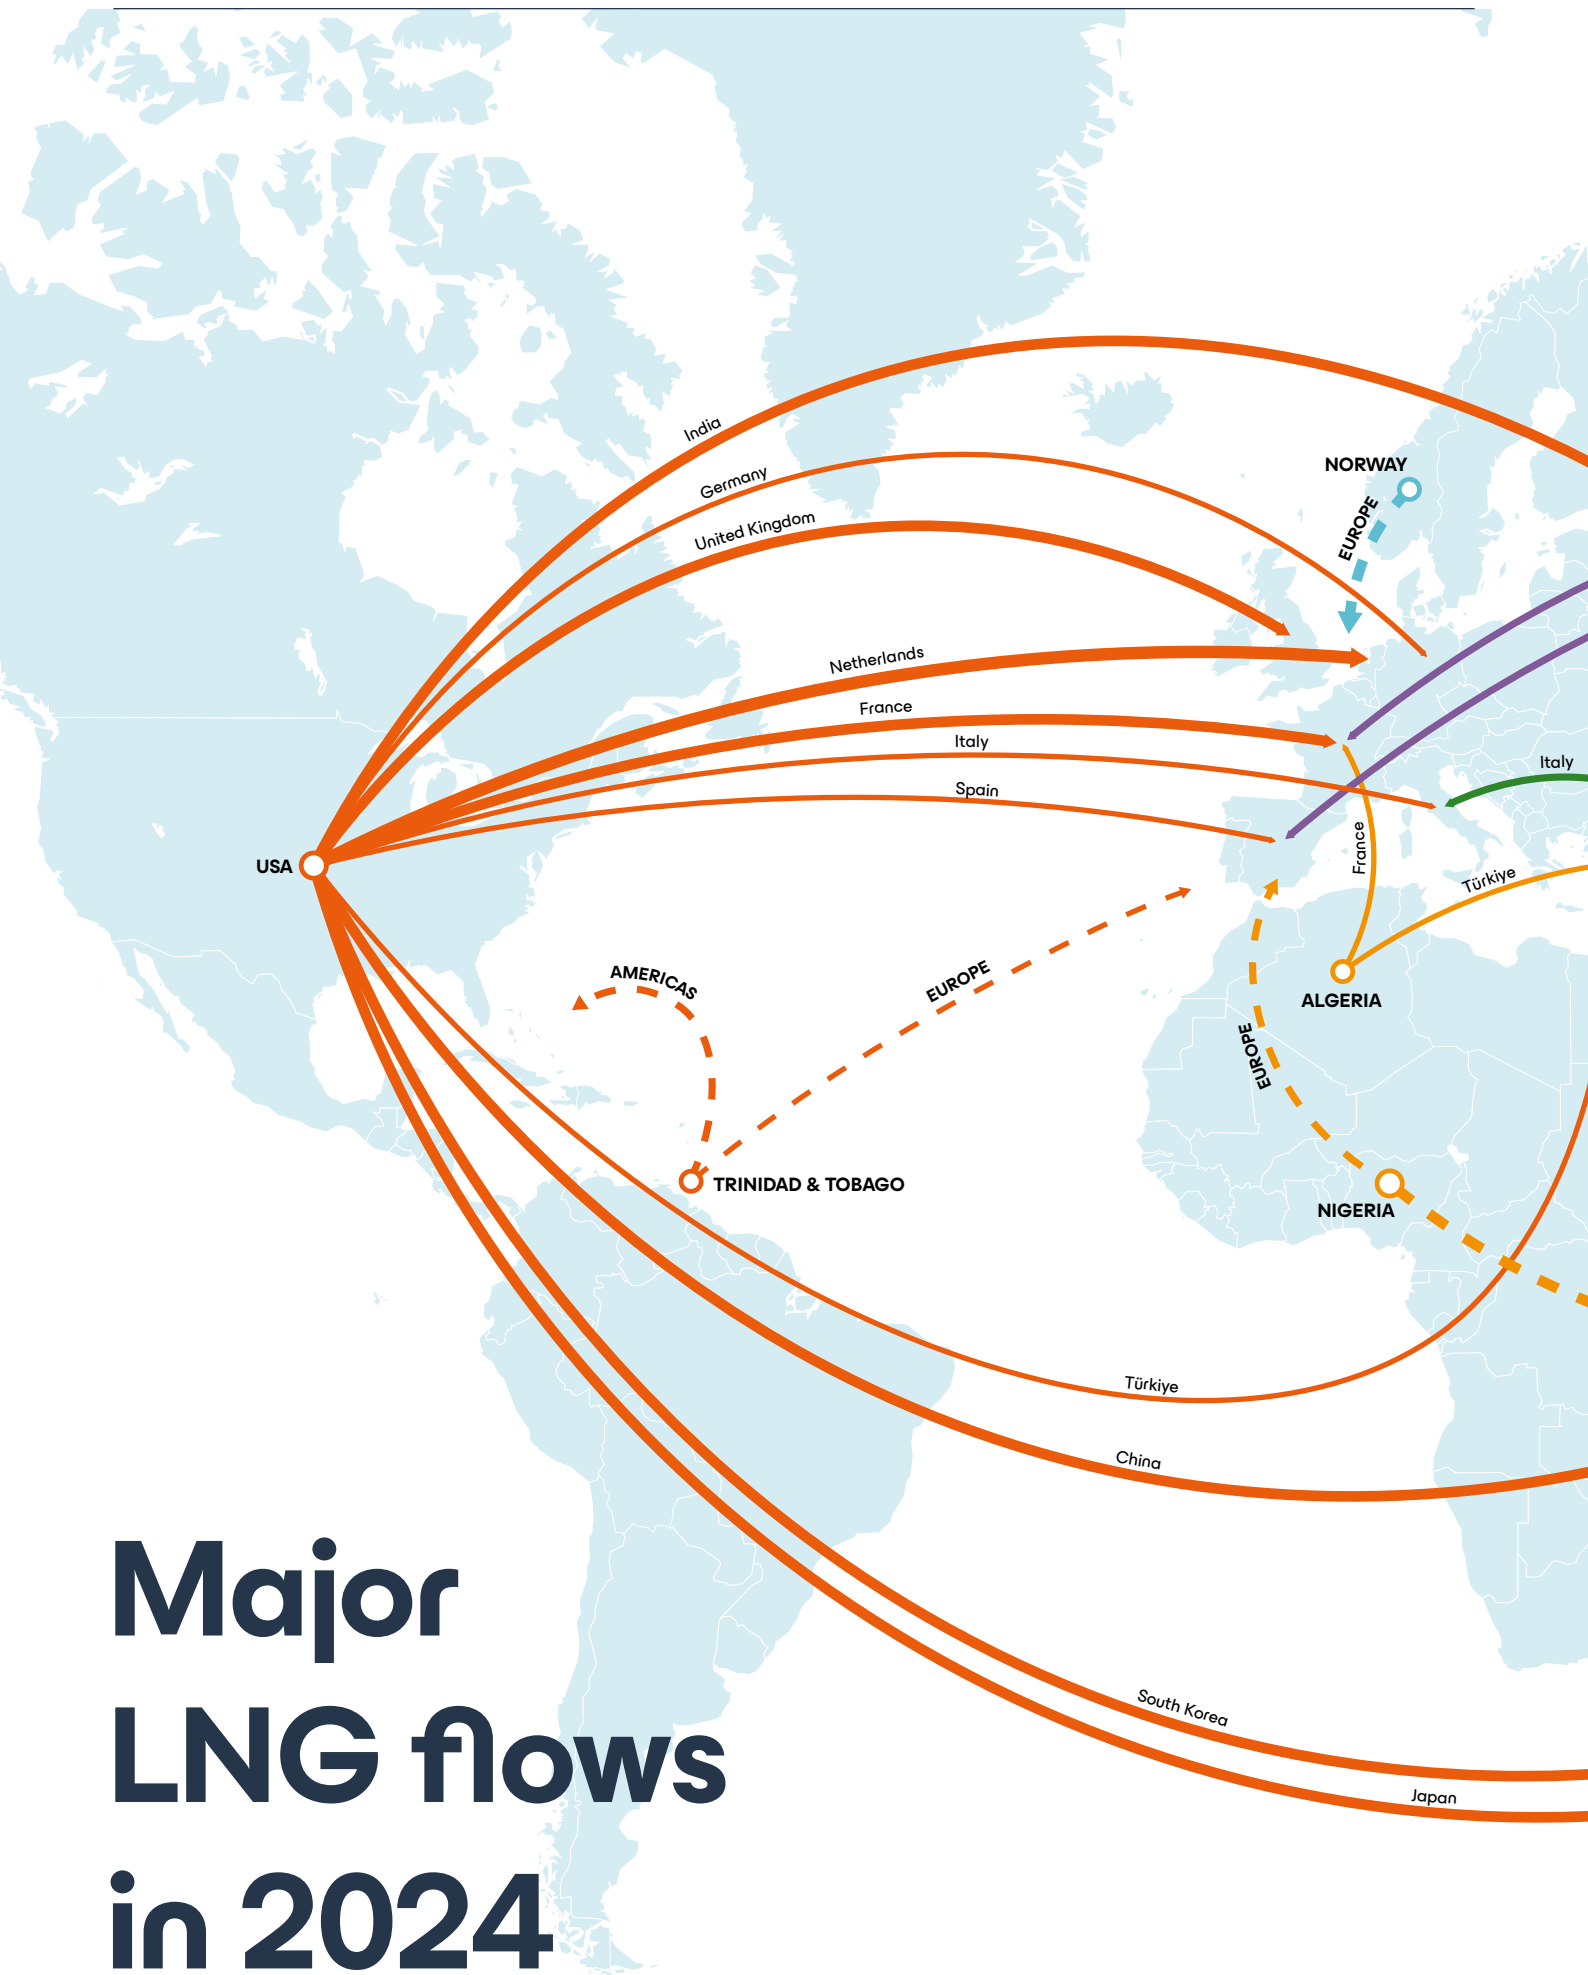 India
Germany
NORWAY
EUROPE
United Kingdom
Netherlands
France
Italy
Italy
Spain
France
USA
Türkiye
AMERICAS
EUROPE
ALGERIA
EUROPE
TRINIDAD & TOBAGO
NIGERIA
Türkiye
China
South Korea
Japan
Major
LNG flows
in 2024